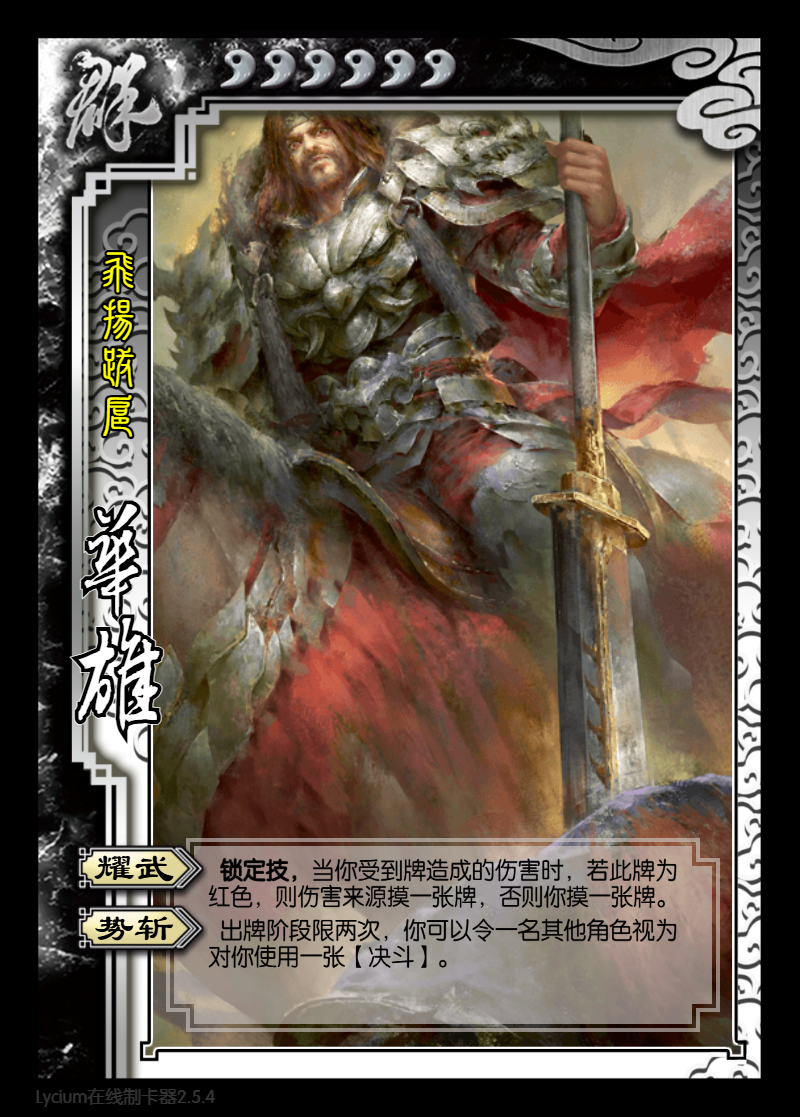 群
飛揚跋扈
華雄
耀武
锁定技，当你受到牌造成的伤害时，若此牌为
红色，则伤害来源摸一张牌，否则你摸一张牌。
势斩
出牌阶段限两次，你可以令一名其他角色视为
对你使用一张【决斗】。
Lycium在线制卡器2.5.4